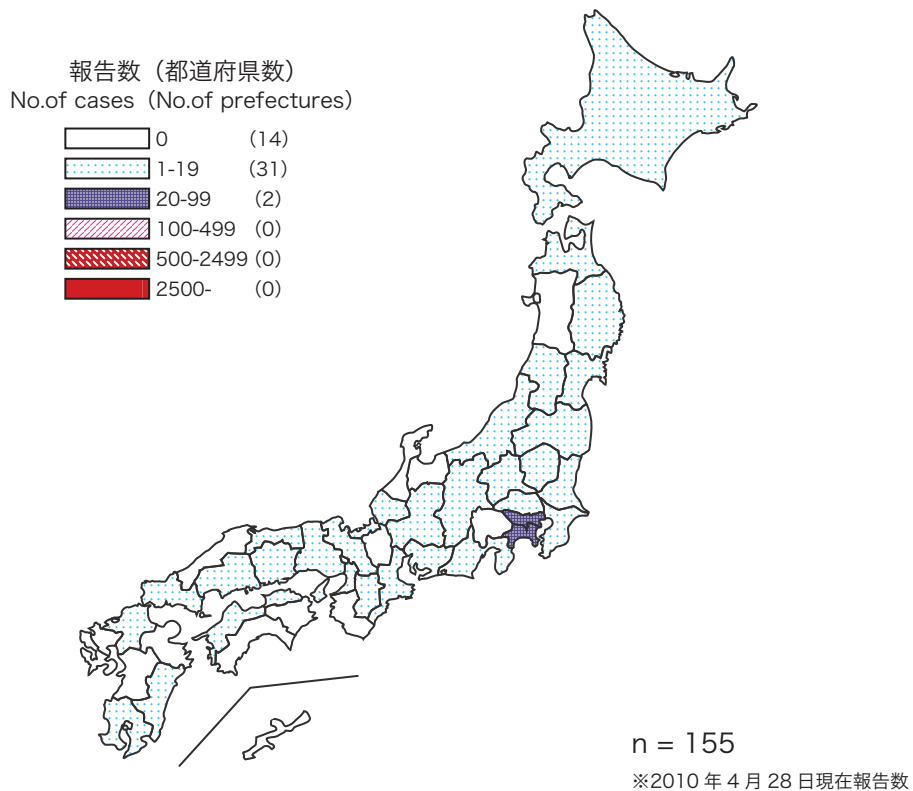 報告数（都道府県数）
No.of cases（No.of prefectures）
0 (14)
1-19 (31)
20-99 (2)
100-499 (0)
500-2499 (0)
2500- (0)
n = 155
※2010 年 4 月 28 日現在報告数